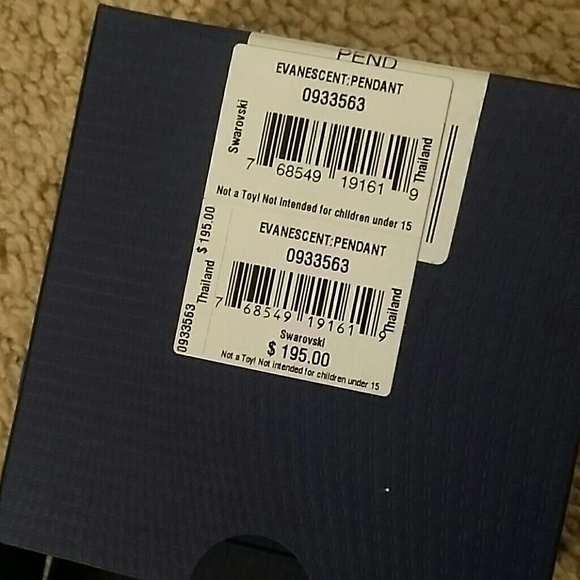 PEND
EVANESCENT:PENDANT
0933563
Swarovski
7 68549 19161 9
Thailand
Not a Toy! Not Intended for children under 15
EVANESCENT:PENDANT
0933563
7 68549 19161 9
Thailand
Swarovski
$ 195.00
Not a Toy! Not Intended for children under 15
0933563 Thailand $ 195.00